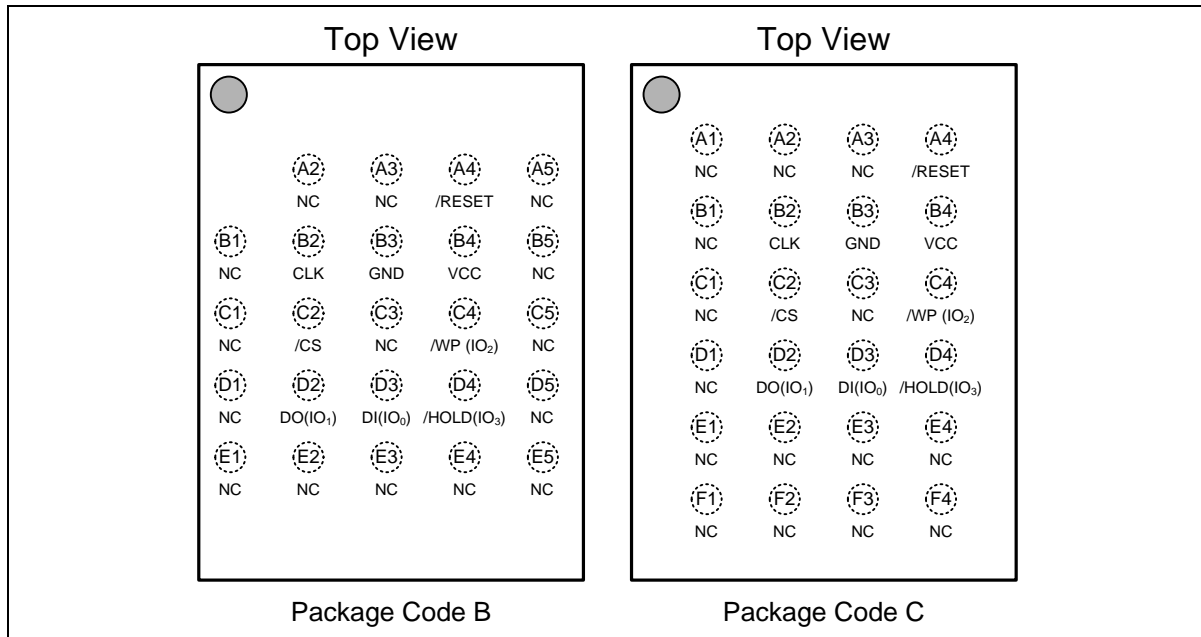 Top View
A2 A3 A4 A5
NC NC /RESET NC
B1 B2 B3 B4 B5
NC CLK GND VCC NC
C1 C2 C3 C4 C5
NC /CS NC /WP (IO₂) NC
D1 D2 D3 D4 D5
NC DO(IO₁) DI(IO₀) /HOLD(IO₃) NC
E1 E2 E3 E4 E5
NC NC NC NC NC
Package Code B
Top View
A1 A2 A3 A4
NC NC NC /RESET
B1 B2 B3 B4
NC CLK GND VCC
C1 C2 C3 C4
NC /CS NC /WP (IO₂)
D1 D2 D3 D4
NC DO(IO₁) DI(IO₀) /HOLD(IO₃)
E1 E2 E3 E4
NC NC NC NC
F1 F2 F3 F4
NC NC NC NC
Package Code C